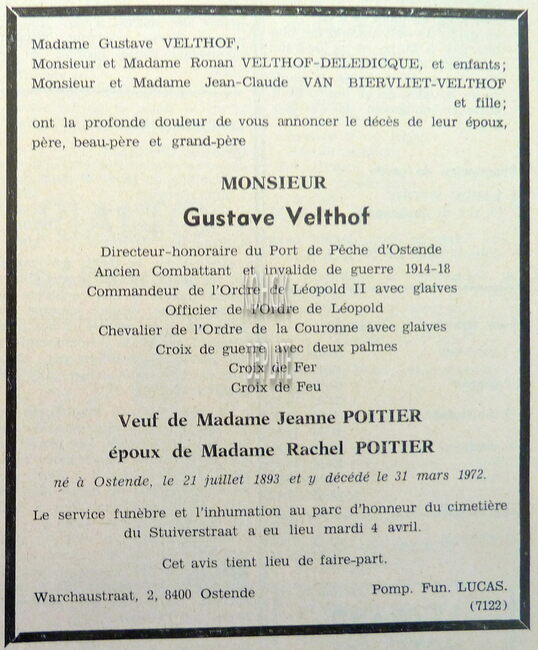 Madame Gustave VELTHOF,
Monsieur et Madame Ronan VELTHOF-DELEDICQUE, et enfants;
Monsieur et Madame Jean-Claude VAN BIERVLIET-VELTHOF
et fille;
ont la profonde douleur de vous annoncer le décès de leur époux,
père, beau-père et grand-père
MONSIEUR
Gustave Velthof
Directeur-honoraire du Port de Pêche d'Ostende
Ancien Combattant et invalide de guerre 1914-18
Commandeur de l'Ordre de Léopold II avec glaives
Officier de l'Ordre de Léopold
Chevalier de l'Ordre de la Couronne avec glaives
Croix de guerre avec deux palmes
Croix de Fer
Croix de Feu
Veuf de Madame Jeanne POITIER
époux de Madame Rachel POITIER
né à Ostende, le 21 juillet 1893 et y décédé le 31 mars 1972.
Le service funèbre et l'inhumation au parc d'honneur du cimetière
du Stuiverstraat a eu lieu mardi 4 avril.
Cet avis tient lieu de faire-part.
Warchaustraat, 2, 8400 Ostende
Pomp. Fun. LUCAS.
(7122)